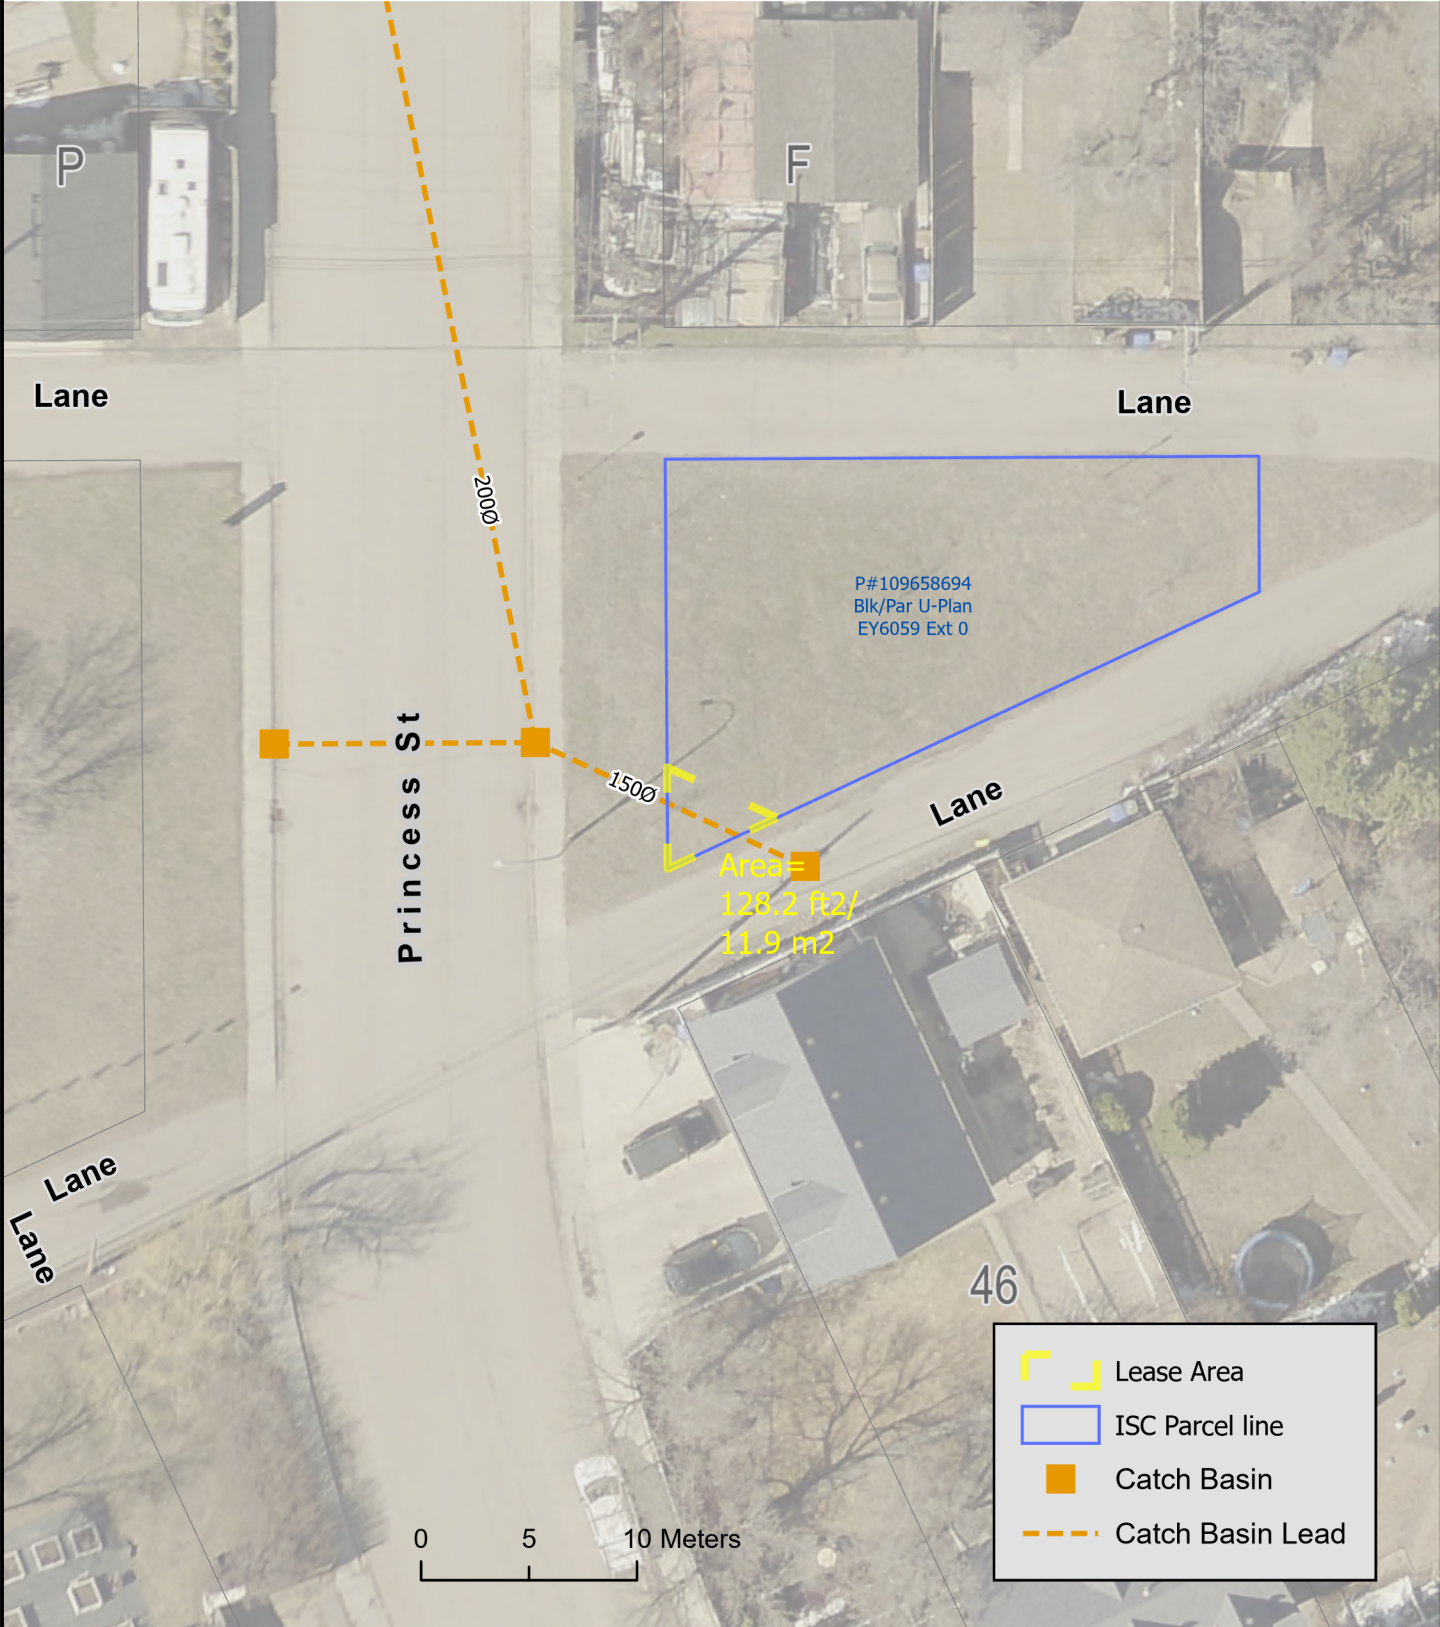 P
F
Lane
Lane
200Ø
P#109658694
Blk/Par U-Plan
EY6059 Ext 0
Princess St
150Ø
Lane
Area=
128.2 ft2/
11.9 m2
Lane
Lane
46
Lease Area
ISC Parcel line
Catch Basin
Catch Basin Lead
0 5 10 Meters